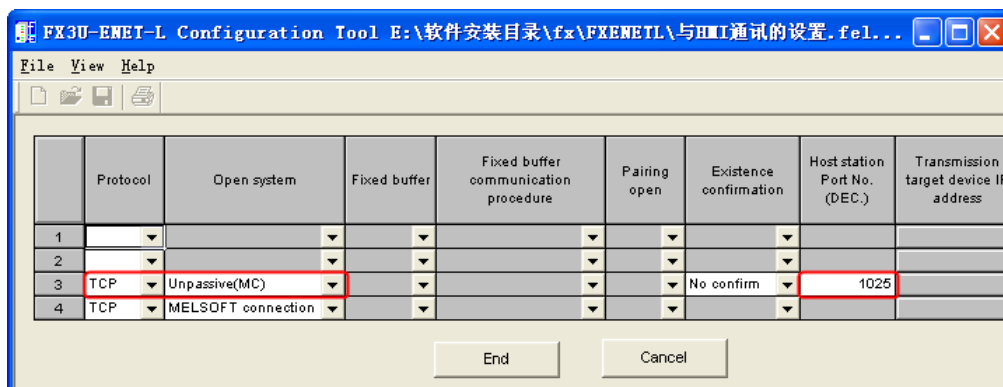 FX3U-ENET-L Configuration Tool E:\软件安装目录\fx\FXENETL\与HMI通讯的设置.fel...
File View Help
Protocol Open system Fixed buffer Fixed buffer communication procedure Pairing open Existence confirmation Host station Port No. (DEC.) Transmission target device IP address
1
2
3 TCP Unpassive(MC) No confirm 1025
4 TCP MELSOFT connection
End Cancel